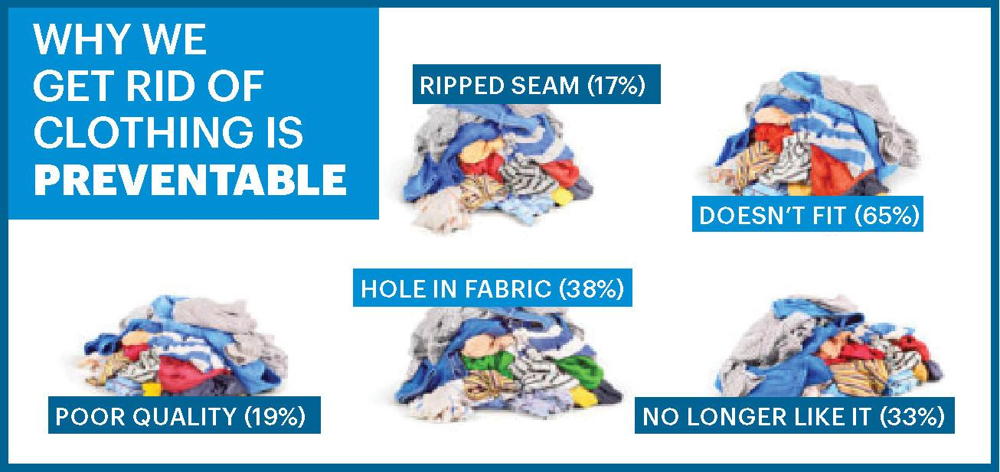 WHY WE
GET RID OF
CLOTHING IS
PREVENTABLE
RIPPED SEAM (17%)
DOESN’T FIT (65%)
HOLE IN FABRIC (38%)
POOR QUALITY (19%)
NO LONGER LIKE IT (33%)